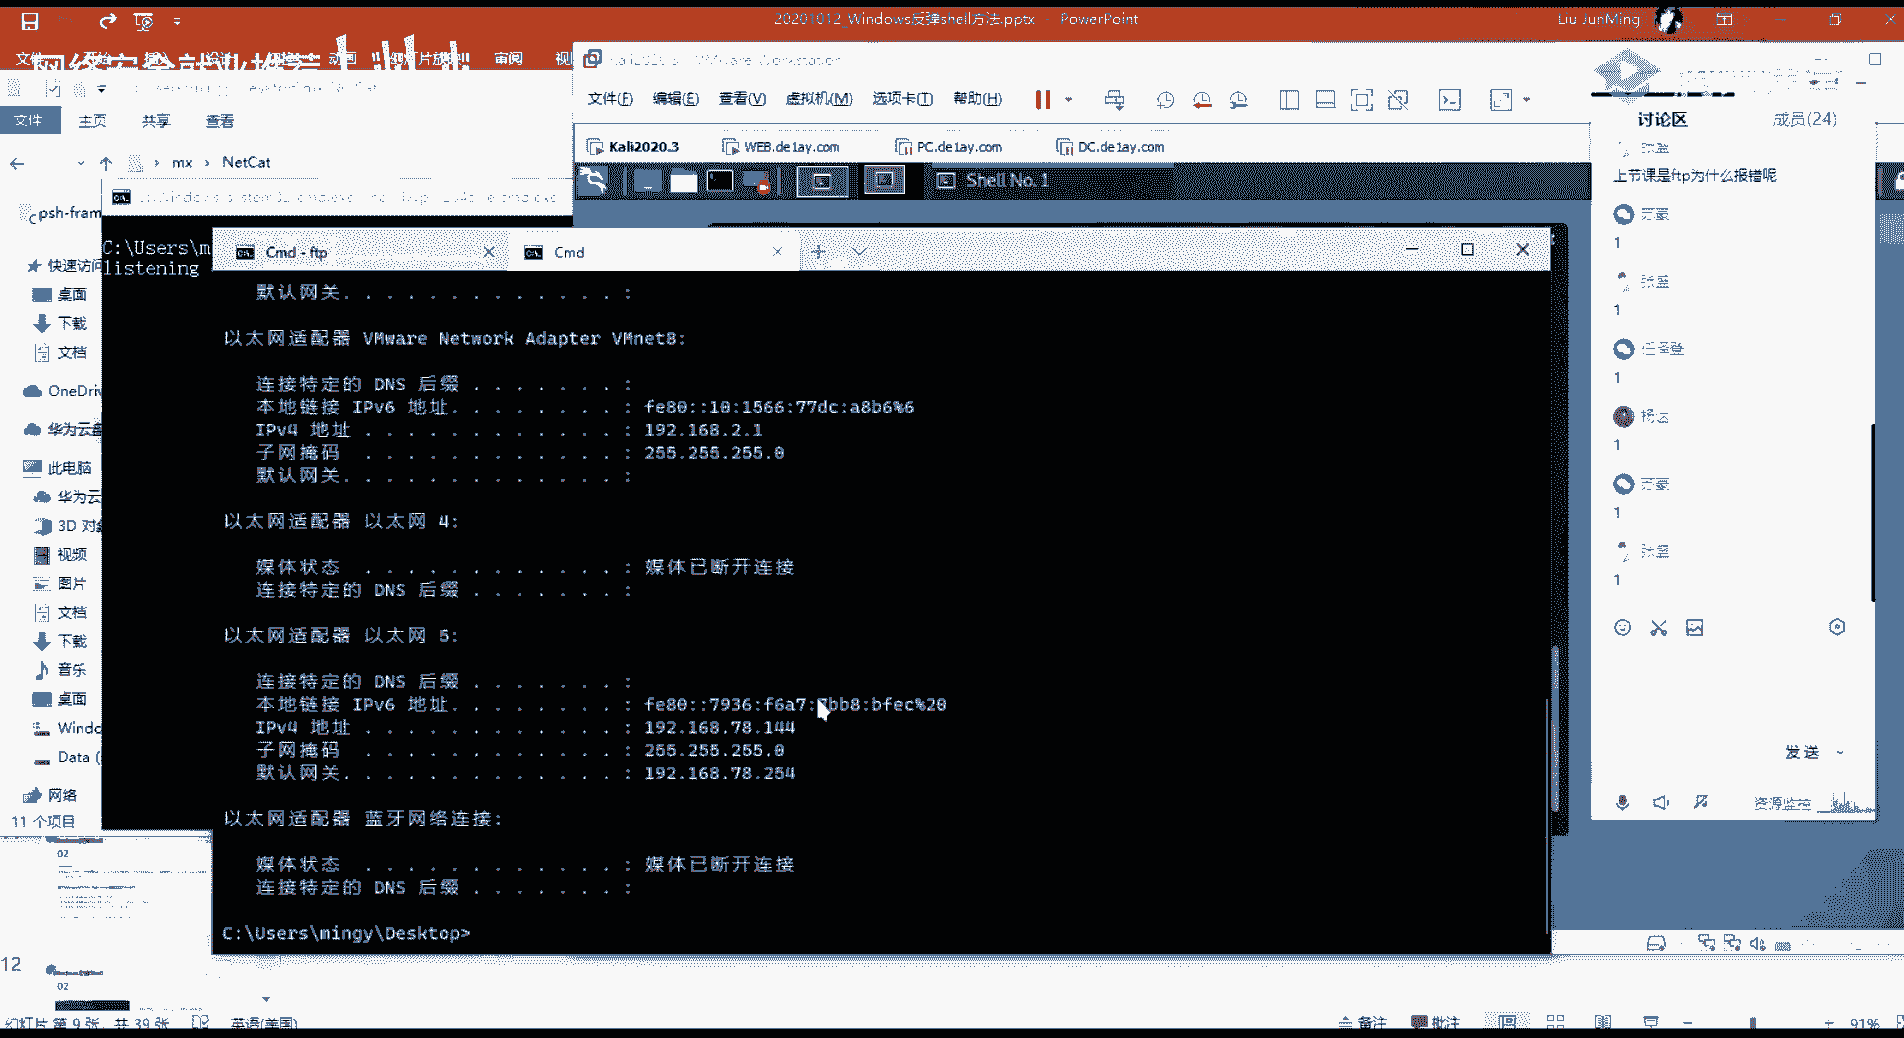 20201012_Windows反弹shell方法.pptx - PowerPoint
Liu JunMing
审阅
文件(F) 编辑(E) 查看(V) 虚拟机(M) 选项卡(T) 帮助(H)
Kali2020.3 WEB.de1ay.com PC.de1ay.com DC.de1ay.com
Shell No. 1
文件 主页 共享 查看
mx › NetCat
psh-fram
C:\Users\m
listening
快速访问
桌面
下载
文档
OneDriv
华为云盘
此电脑
华为云
3D 对象
视频
图片
文档
下载
音乐
桌面
Windo
Data (
网络
11 个项目
Cmd - ftp
Cmd
默认网关. . . . . . . . . . . . . :
以太网适配器 VMware Network Adapter VMnet8:
连接特定的 DNS 后缀 . . . . . . . :
本地链接 IPv6 地址. . . . . . . . : fe80::10:1566:77dc:a8b6%6
IPv4 地址 . . . . . . . . . . . . : 192.168.2.1
子网掩码 . . . . . . . . . . . . : 255.255.255.0
默认网关. . . . . . . . . . . . . :
以太网适配器 以太网 4:
媒体状态 . . . . . . . . . . . . : 媒体已断开连接
连接特定的 DNS 后缀 . . . . . . . :
以太网适配器 以太网 5:
连接特定的 DNS 后缀 . . . . . . . :
本地链接 IPv6 地址. . . . . . . . : fe80::7936:f6a7:7bb8:bfec%20
IPv4 地址 . . . . . . . . . . . . : 192.168.78.144
子网掩码 . . . . . . . . . . . . : 255.255.255.0
默认网关. . . . . . . . . . . . . : 192.168.78.254
以太网适配器 蓝牙网络连接:
媒体状态 . . . . . . . . . . . . : 媒体已断开连接
连接特定的 DNS 后缀 . . . . . . . :
C:\Users\mingy\Desktop>
讨论区 成员(24)
上节课是ftp为什么报错呢
1
1
1
1
1
1
发送
资源监控
02
12
02
幻灯片 第 9 张, 共 39 张 英语(美国)
备注 批注 91%